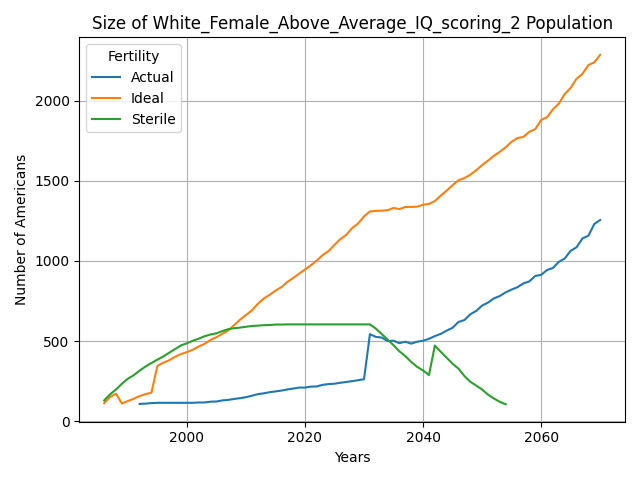 Size of White_Female_Above_Average_IQ_scoring_2 Population
Fertility
Actual
Ideal
Sterile
Number of Americans
2000
1500
1000
500
0
2000 2020 2040 2060
Years